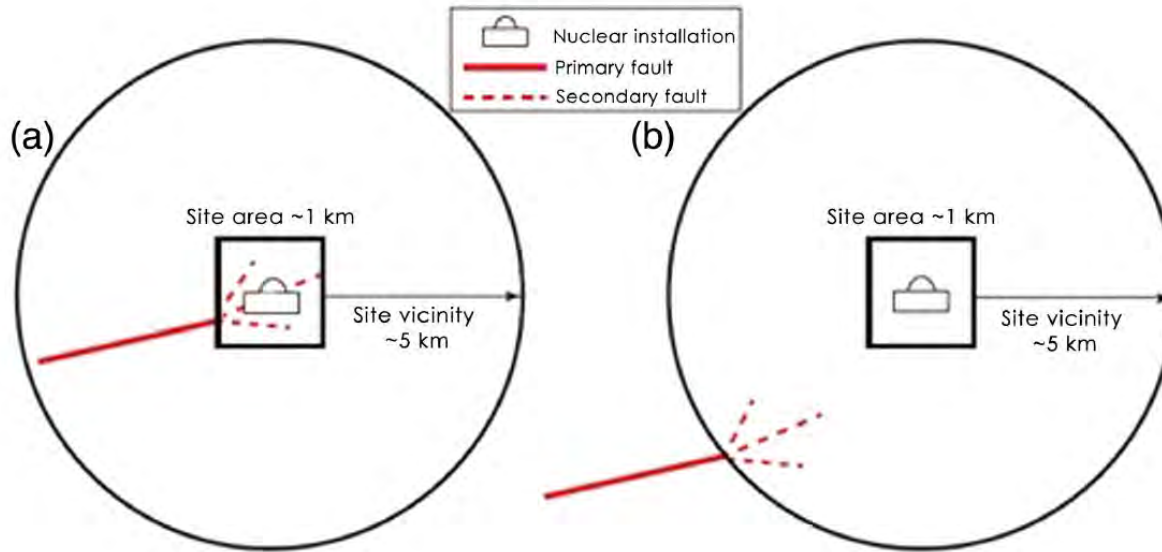 Nuclear installation
Primary fault
Secondary fault
(a)
(b)
Site area ~1 km
Site area ~1 km
Site vicinity
~5 km
Site vicinity
~5 km